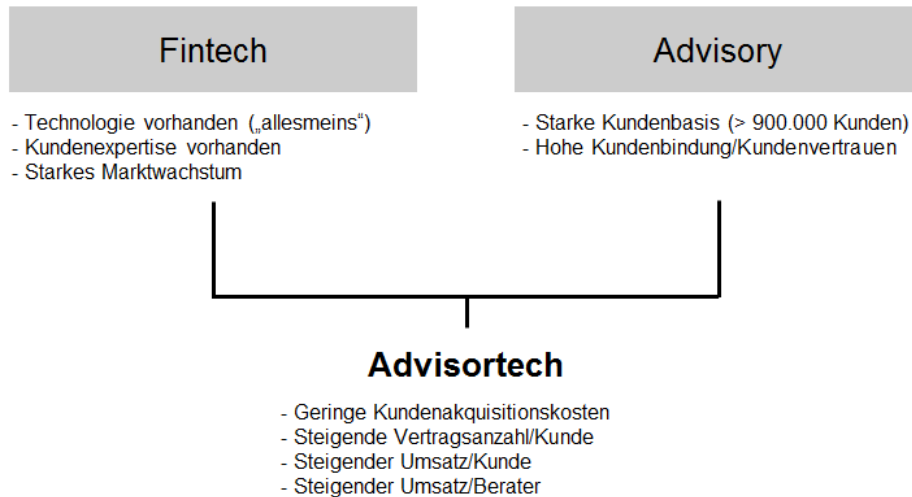 Fintech
- Technologie vorhanden („allesmeins“)
- Kundenexpertise vorhanden
- Starkes Marktwachstum
Advisory
- Starke Kundenbasis (> 900.000 Kunden)
- Hohe Kundenbindung/Kundenvertrauen
Advisortech
- Geringe Kundenakquisitionskosten
- Steigende Vertragsanzahl/Kunde
- Steigender Umsatz/Kunde
- Steigender Umsatz/Berater